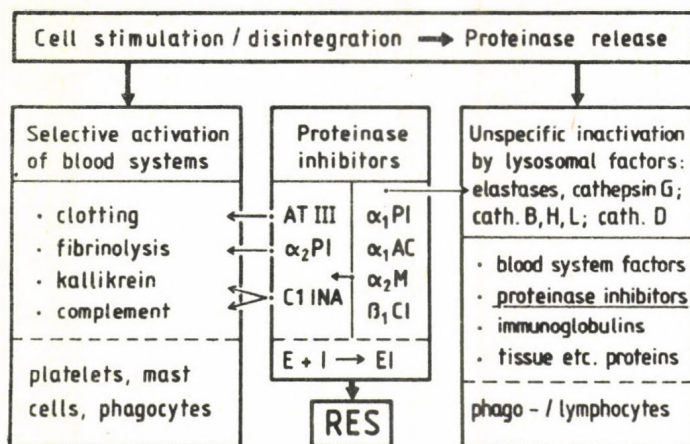 Cell stimulation / disintegration → Proteinase release
Selective activation
of blood systems
· clotting
· fibrinolysis
· kallikrein
· complement
platelets, mast
cells, phagocytes
Proteinase
inhibitors
AT III
α₂PI
C1 INA
α₁PI
α₁AC
α₂M
β₁CI
E + I → EI
RES
Unspecific inactivation
by lysosomal factors:
elastases, cathepsin G;
cath. B, H, L; cath. D
· blood system factors
· proteinase inhibitors
· immunoglobulins
· tissue etc. proteins
phago - / lymphocytes